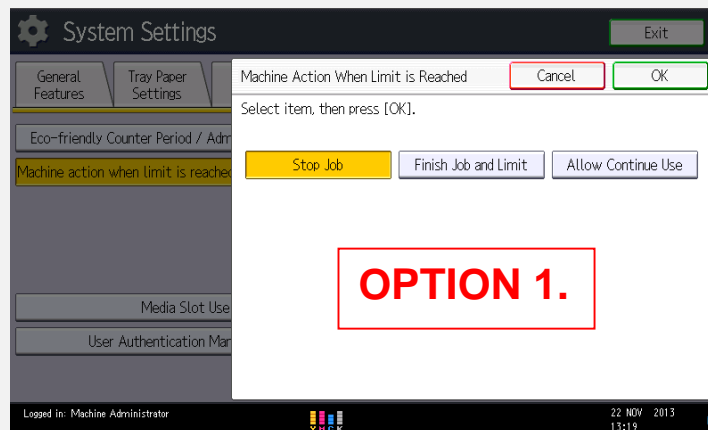 System Settings
Exit
General
Features
Tray Paper
Settings
Machine Action When Limit is Reached
Cancel
OK
Select item, then press [OK].
Eco-friendly Counter Period / Adm
Machine action when limit is reached
Stop Job
Finish Job and Limit
Allow Continue Use
OPTION 1.
Media Slot Use
User Authentication Man
Logged in: Machine Administrator
Y M C K
22 NOV 2013
13:19